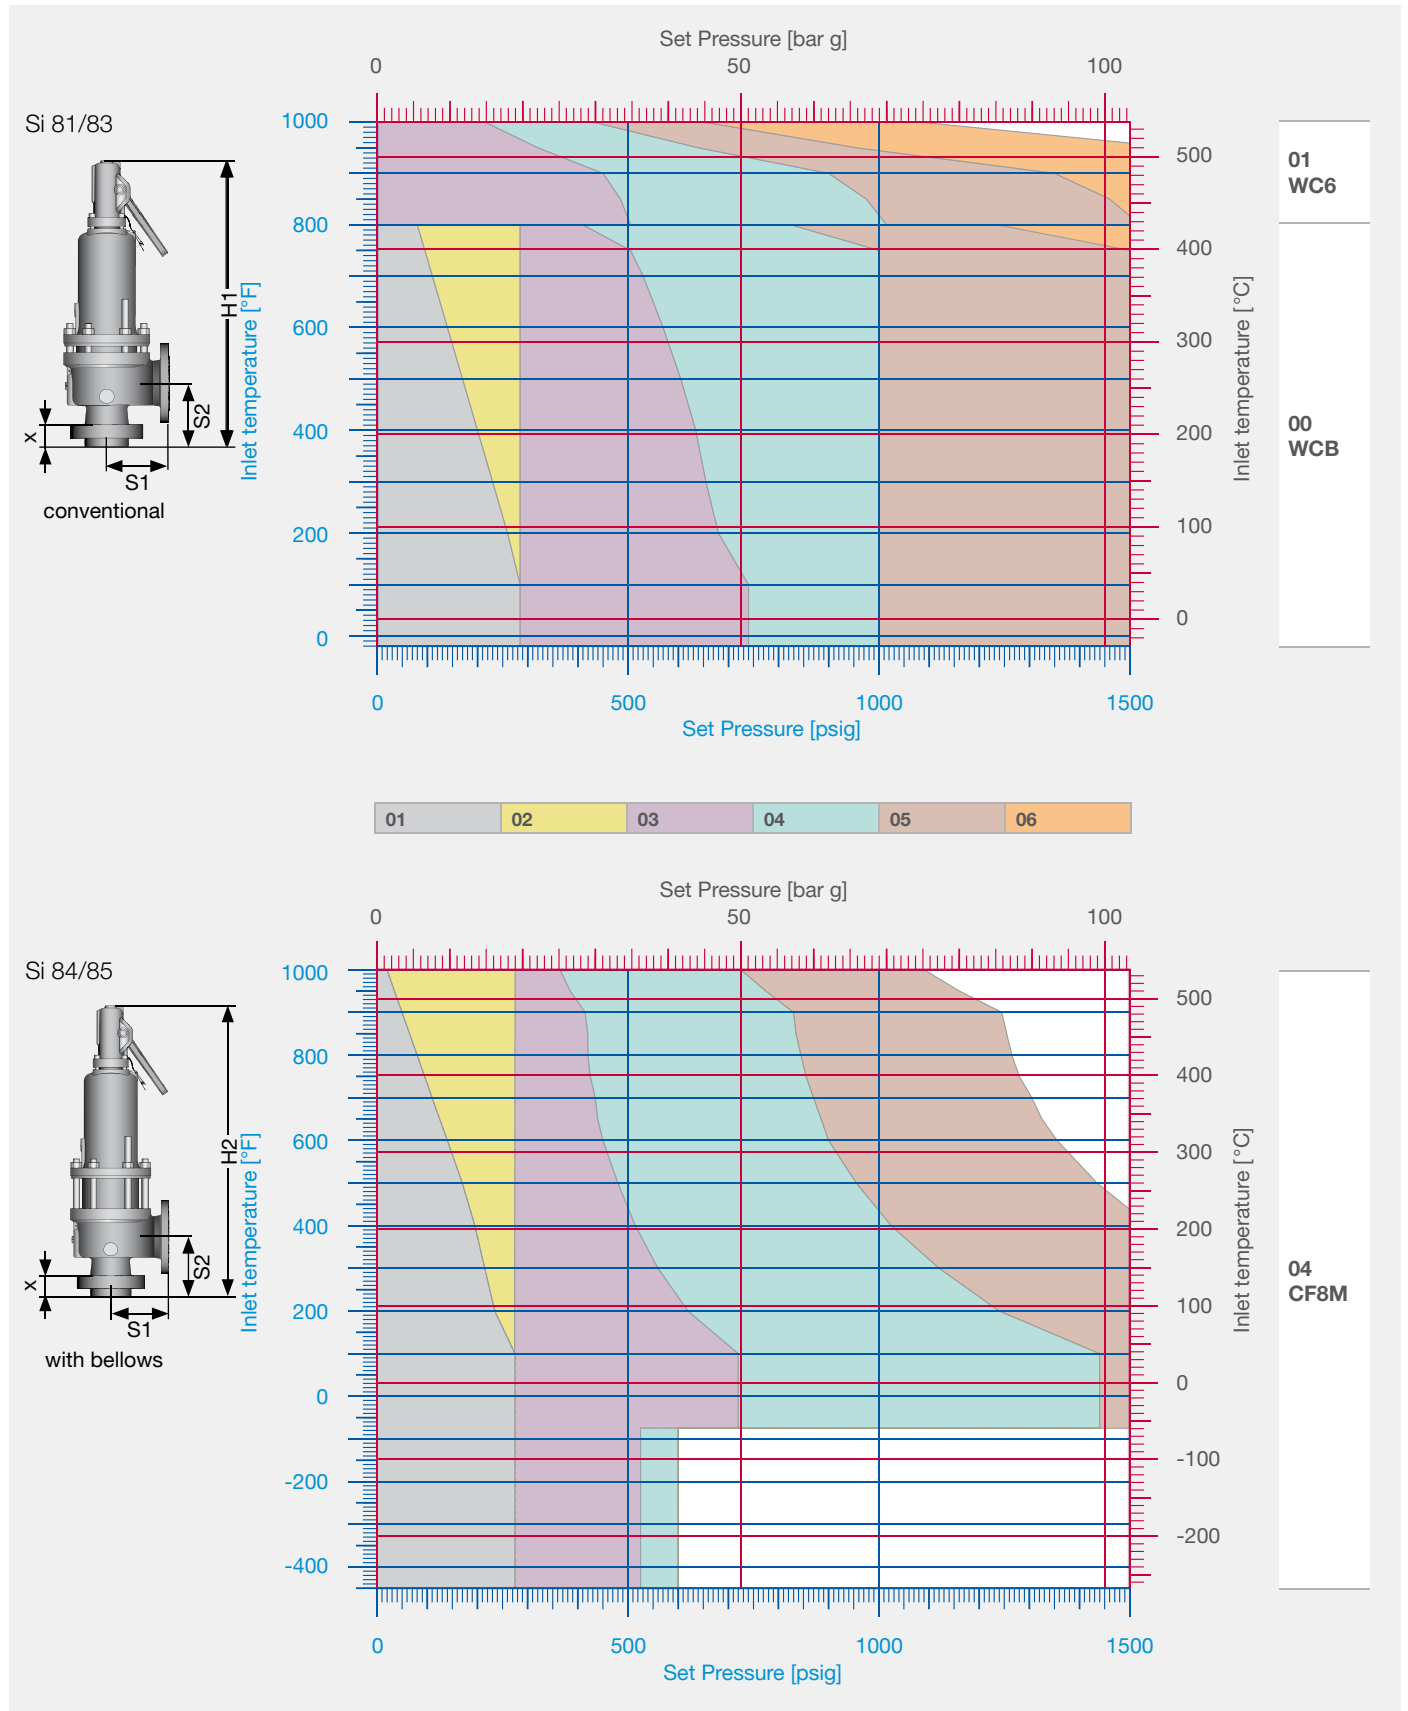 Set Pressure [bar g]
0 50 100
Si 81/83
1000
800
600
400
200
0
Inlet temperature [°F]
H1
S2
x
S1
conventional
500
400
300
200
100
0
Inlet temperature [°C]
01
WC6
00
WCB
0 500 1000 1500
Set Pressure [psig]
01 02 03 04 05 06
Set Pressure [bar g]
0 50 100
Si 84/85
1000
800
600
400
200
0
-200
-400
Inlet temperature [°F]
H2
S2
x
S1
with bellows
500
400
300
200
100
0
-100
-200
Inlet temperature [°C]
04
CF8M
0 500 1000 1500
Set Pressure [psig]